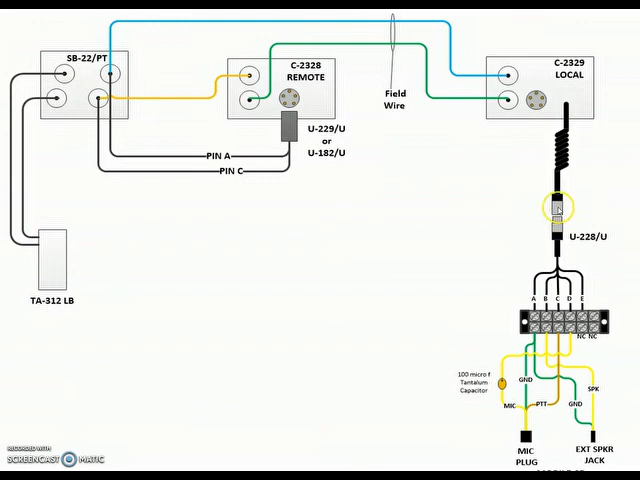 SB-22/PT
C-2328
REMOTE
C-2329
LOCAL
Field
Wire
U-229/U
or
U-182/U
PIN A
PIN C
TA-312 LB
U-228/U
A B C D E
NC NC
100 micro f
Tantalum
Capacitor
GND
SPK
MIC
PTT
GND
MIC
PLUG
EXT SPKR
JACK
RECORDED WITH
SCREENCAST MATIC